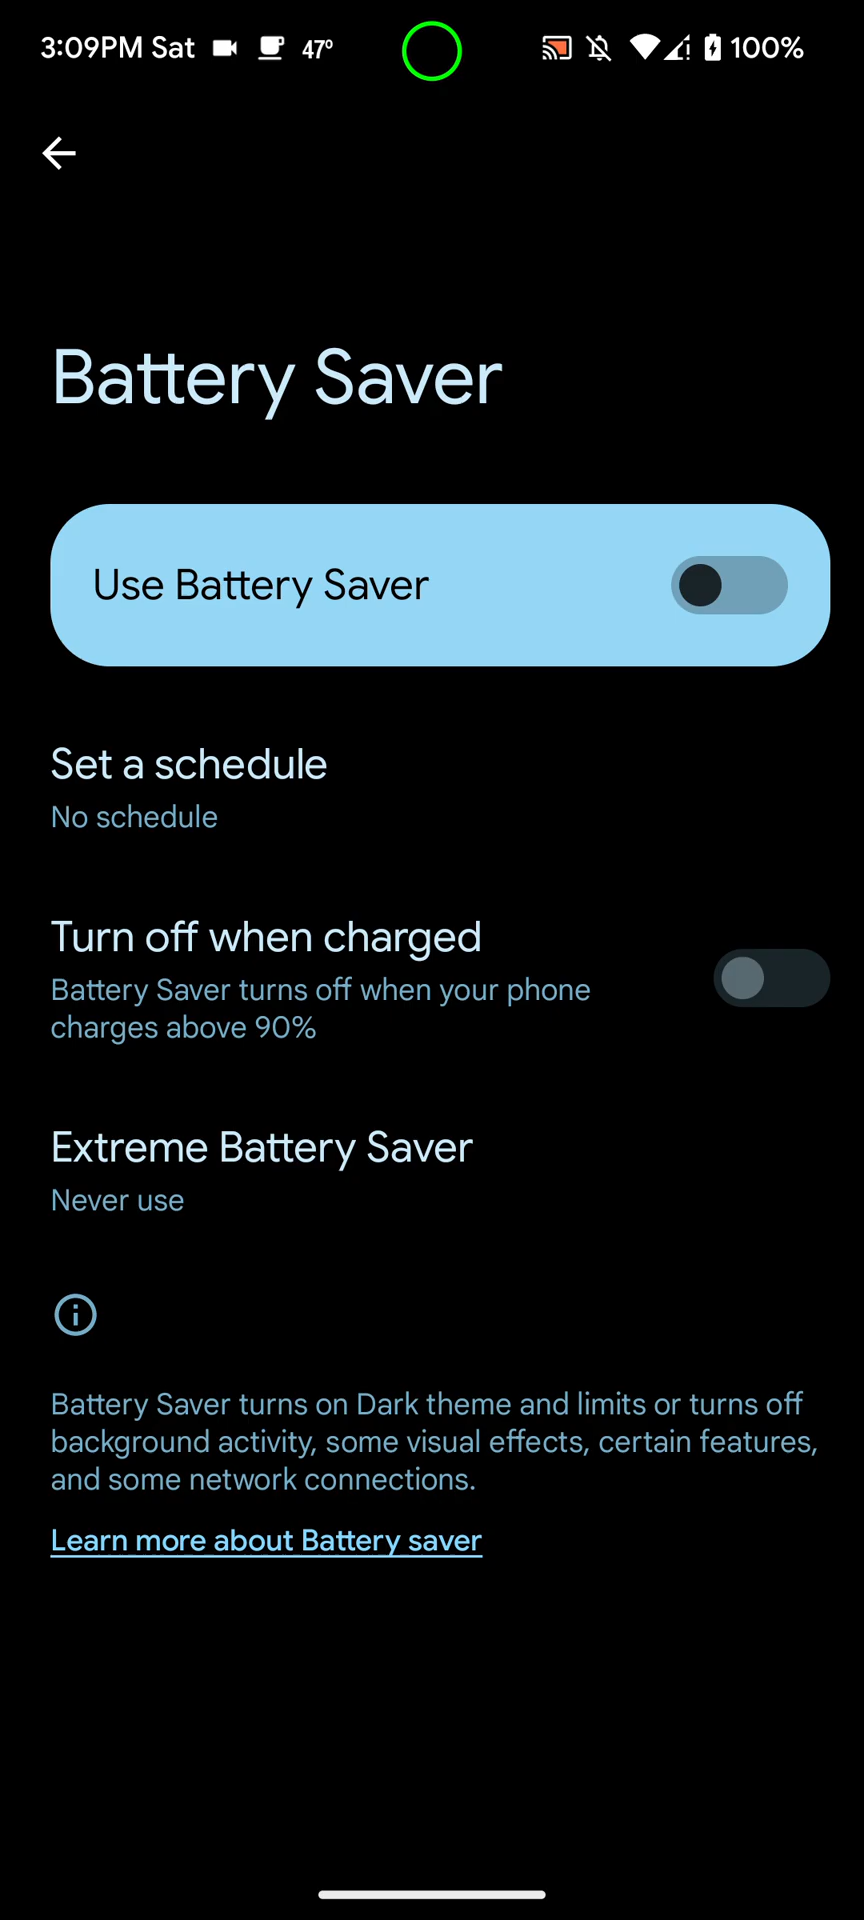 3:09PM Sat 47° 100%
Battery Saver
Use Battery Saver
Set a schedule
No schedule
Turn off when charged
Battery Saver turns off when your phone
charges above 90%
Extreme Battery Saver
Never use
Battery Saver turns on Dark theme and limits or turns off
background activity, some visual effects, certain features,
and some network connections.
Learn more about Battery saver